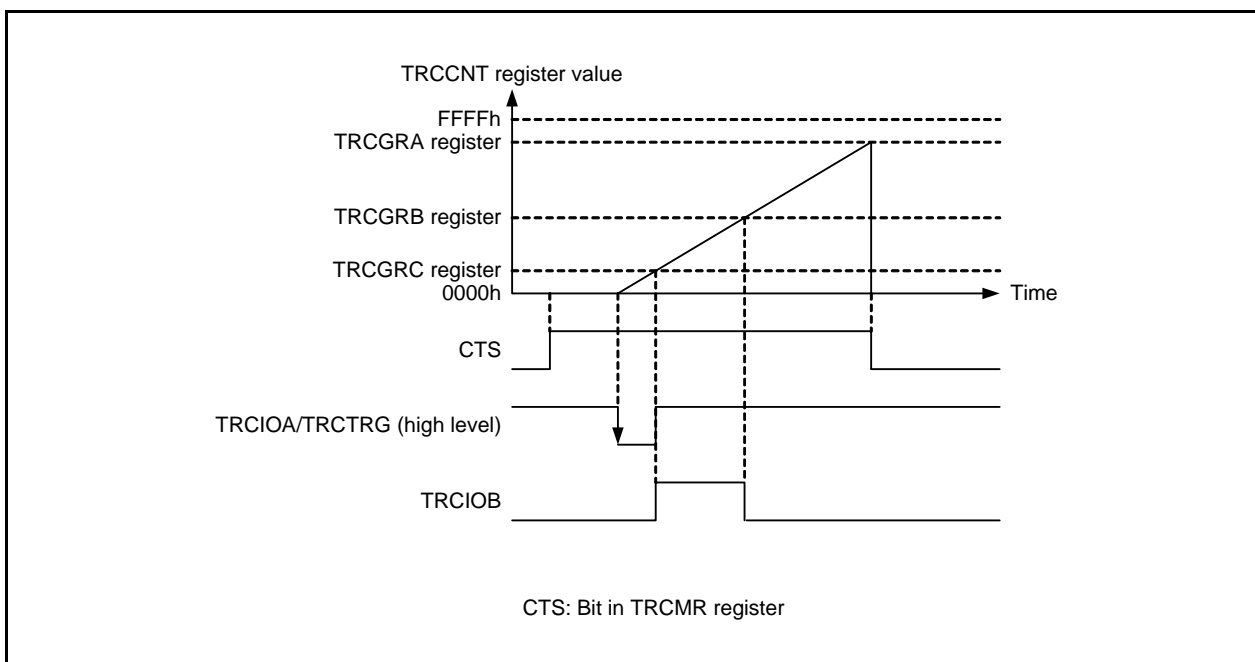 TRCCNT register value
FFFFh
TRCGRA register
TRCGRB register
TRCGRC register
0000h
Time
CTS
TRCIOA/TRCTRG (high level)
TRCIOB
CTS: Bit in TRCMR register